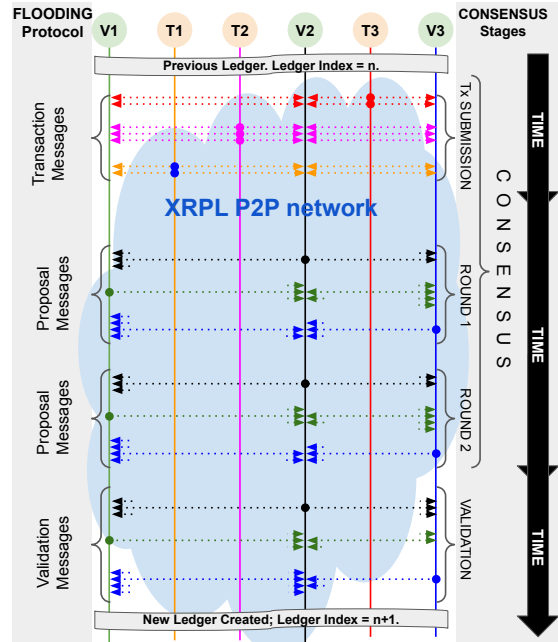 FLOODING
Protocol
V1
T1
T2
V2
T3
V3
CONSENSUS
Stages
Previous Ledger. Ledger Index = n.
Transaction
Messages
Tx SUBMISSION
TIME
XRPL P2P network
CONSENSUS
Proposal
Messages
ROUND 1
TIME
Proposal
Messages
ROUND 2
Validation
Messages
VALIDATION
TIME
New Ledger Created; Ledger Index = n+1.